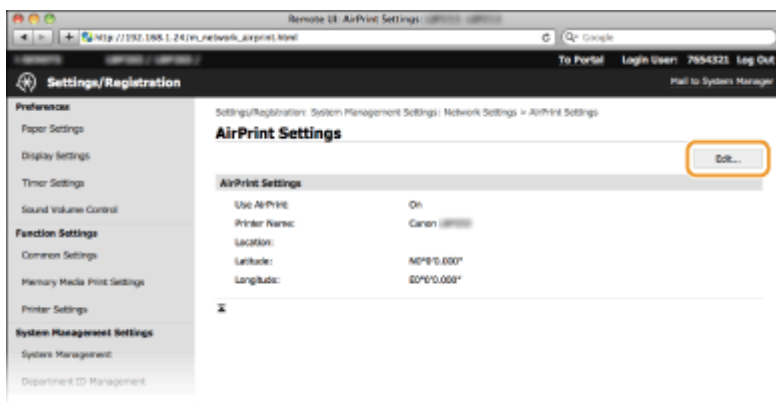 Remote UI: AirPrint Settings:
http://192.168.1.24/m_network_airprint.html
Google
To Portal Login User: 7654321 Log Out
Settings/Registration
Mail to System Manager
Preferences
Paper Settings
Display Settings
Timer Settings
Sound Volume Control
Function Settings
Common Settings
Memory Media Print Settings
Printer Settings
System Management Settings
System Management
Department ID Management
Settings/Registration: System Management Settings: Network Settings > AirPrint Settings
AirPrint Settings
Edit...
AirPrint Settings
Use AirPrint: On
Printer Name: Canon
Location:
Latitude: N0°0'0.000"
Longitude: E0°0'0.000"